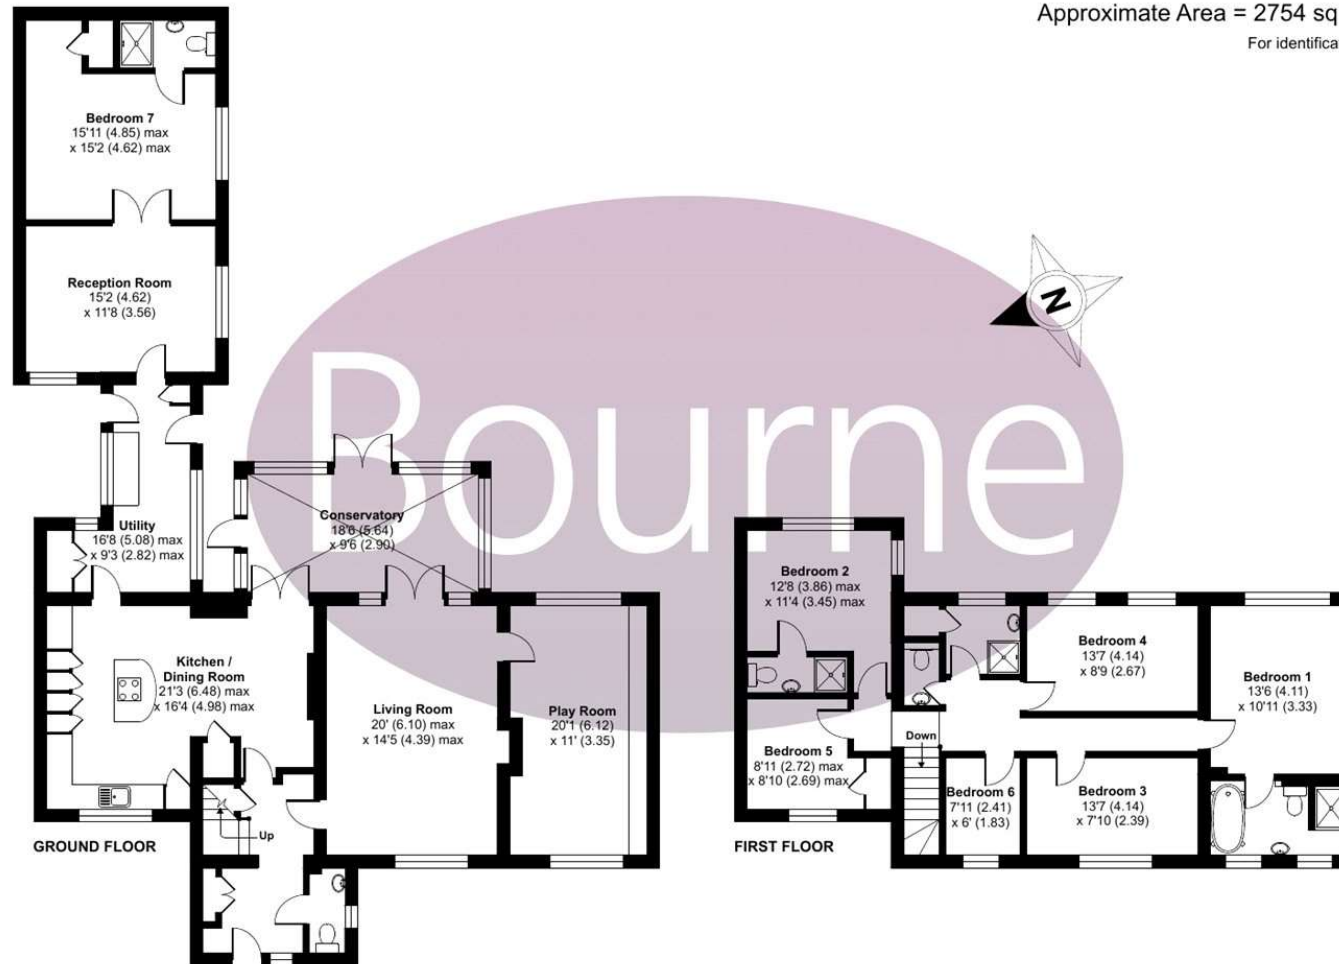 Approximate Area = 2754 sq
For identifica
Bedroom 7
15'11 (4.85) max
x 15'2 (4.62) max
Reception Room
15'2 (4.62)
x 11'8 (3.56)
N
Bourne
Conservatory
18'6 (5.64)
x 9'6 (2.90)
Utility
16'8 (5.08) max
x 9'3 (2.82) max
Kitchen /
Dining Room
21'3 (6.48) max
x 16'4 (4.98) max
Living Room
20' (6.10) max
x 14'5 (4.39) max
Play Room
20'1 (6.12)
x 11' (3.35)
Up
GROUND FLOOR
Bedroom 2
12'8 (3.86) max
x 11'4 (3.45) max
Bedroom 4
13'7 (4.14)
x 8'9 (2.67)
Bedroom 1
13'6 (4.11)
x 10'11 (3.33)
Down
Bedroom 5
8'11 (2.72) max
x 8'10 (2.69) max
Bedroom 6
7'11 (2.41)
x 6' (1.83)
Bedroom 3
13'7 (4.14)
x 7'10 (2.39)
FIRST FLOOR